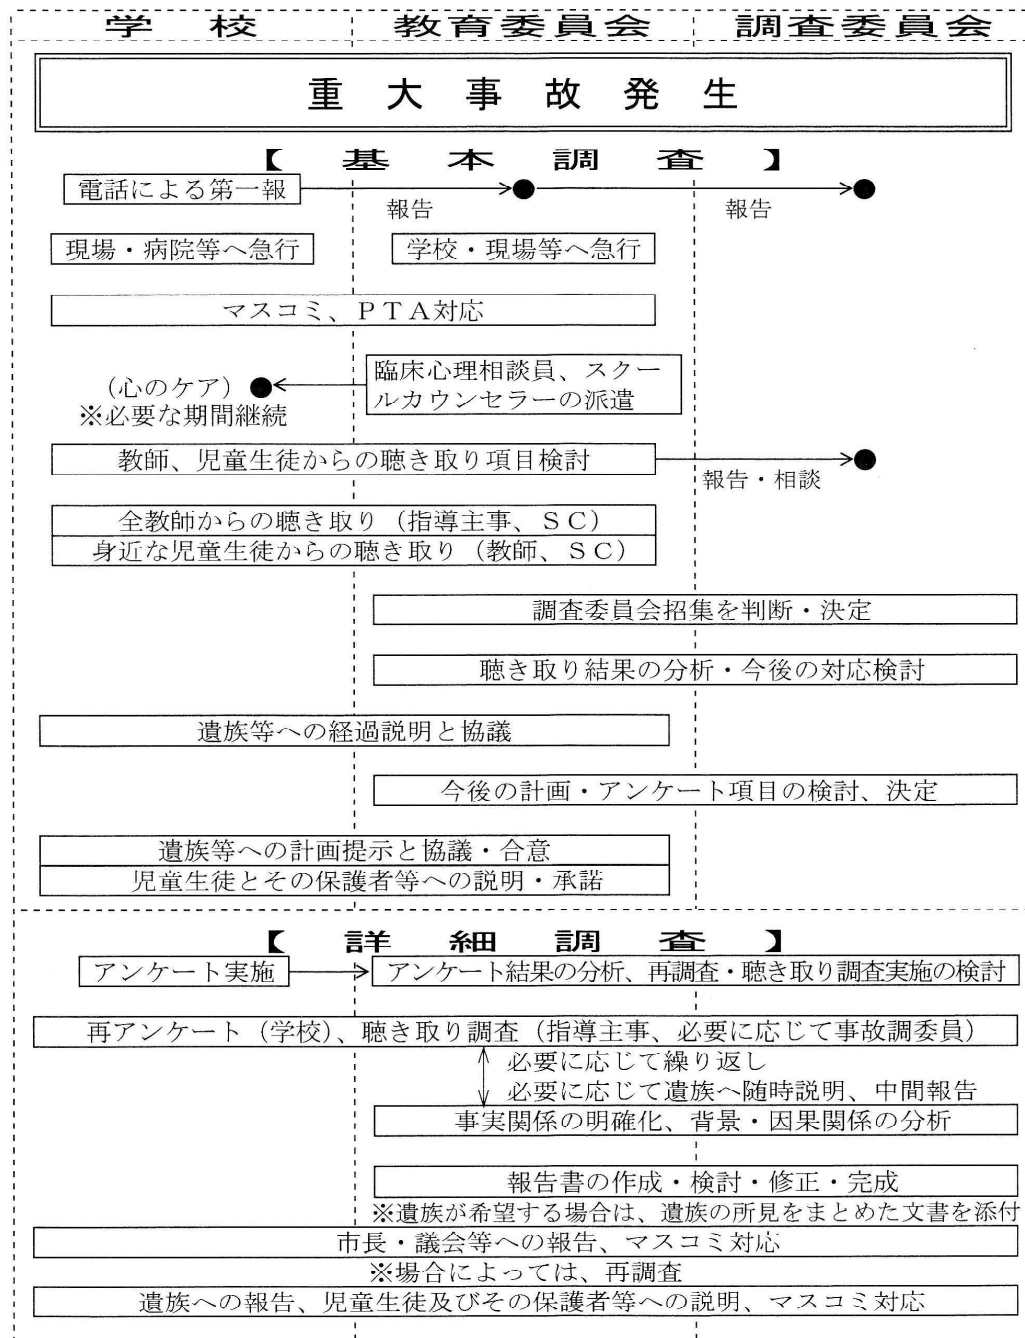 学校 教育委員会 調査委員会
重大事故発生
【基本調査】
電話による第一報
報告 報告
現場・病院等へ急行 学校・現場等へ急行
マスコミ、ＰＴＡ対応
臨床心理相談員、スクー
ルカウンセラーの派遣
（心のケア）
※必要な期間継続
教師、児童生徒からの聴き取り項目検討
報告・相談
全教師からの聴き取り（指導主事、ＳＣ）
身近な児童生徒からの聴き取り（教師、ＳＣ）
調査委員会招集を判断・決定
聴き取り結果の分析・今後の対応検討
遺族等への経過説明と協議
今後の計画・アンケート項目の検討、決定
遺族等への計画提示と協議・合意
児童生徒とその保護者等への説明・承諾
【詳細調査】
アンケート実施 アンケート結果の分析、再調査・聴き取り調査実施の検討
再アンケート（学校）、聴き取り調査（指導主事、必要に応じて事故調委員）
必要に応じて繰り返し
必要に応じて遺族へ随時説明、中間報告
事実関係の明確化、背景・因果関係の分析
報告書の作成・検討・修正・完成
※遺族が希望する場合は、遺族の所見をまとめた文書を添付
市長・議会等への報告、マスコミ対応
※場合によっては、再調査
遺族への報告、児童生徒及びその保護者等への説明、マスコミ対応